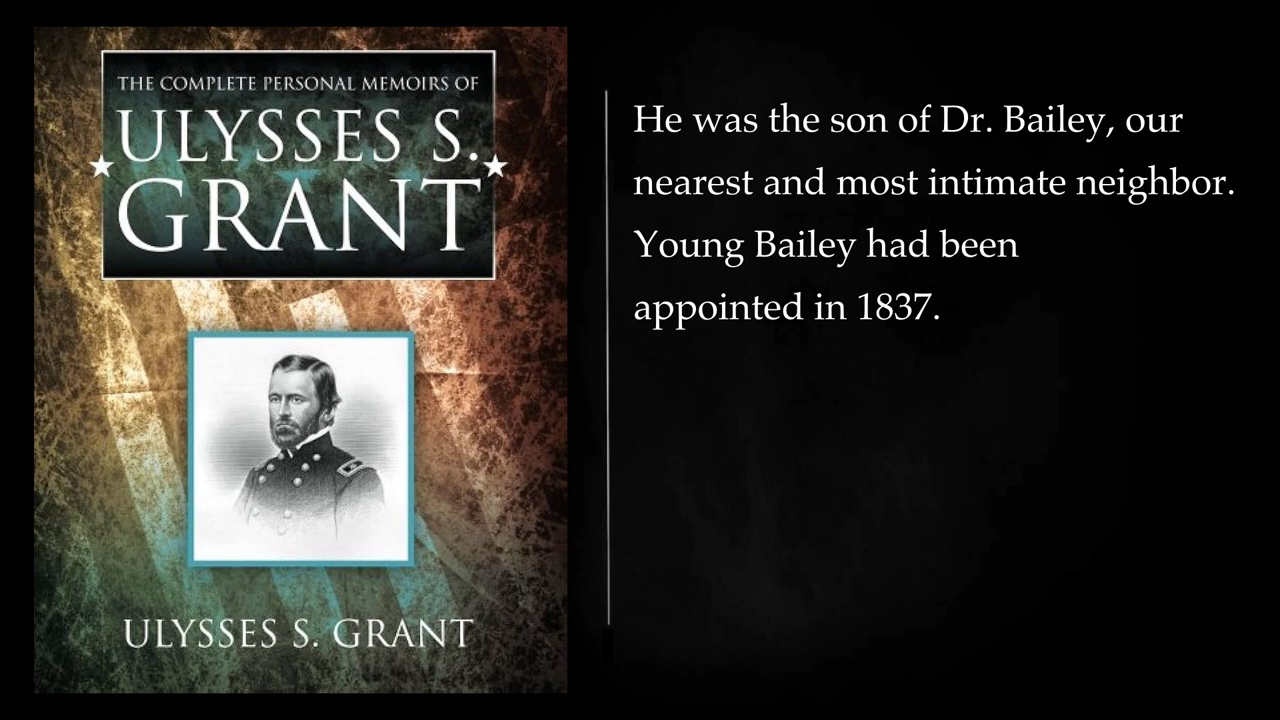 THE COMPLETE PERSONAL MEMOIRS OF
ULYSSES S.
GRANT
ULYSSES S. GRANT
He was the son of Dr. Bailey, our
nearest and most intimate neighbor.
Young Bailey had been
appointed in 1837.